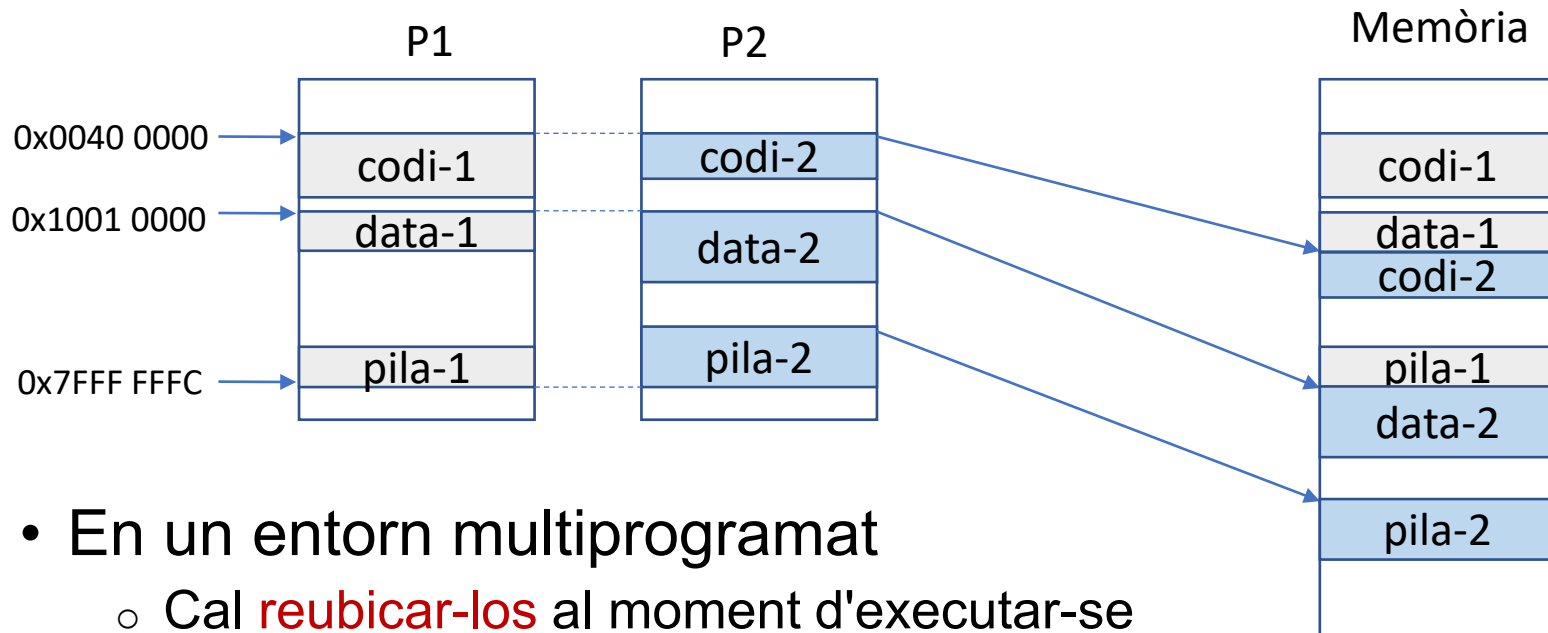 P1
P2
Memòria
0x0040 0000
codi-1
codi-2
codi-1
0x1001 0000
data-1
data-2
data-1
codi-2
0x7FFF FFFC
pila-1
pila-2
pila-1
data-2
pila-2
• En un entorn multiprogramat
o Cal reubicar-los al moment d'executar-se